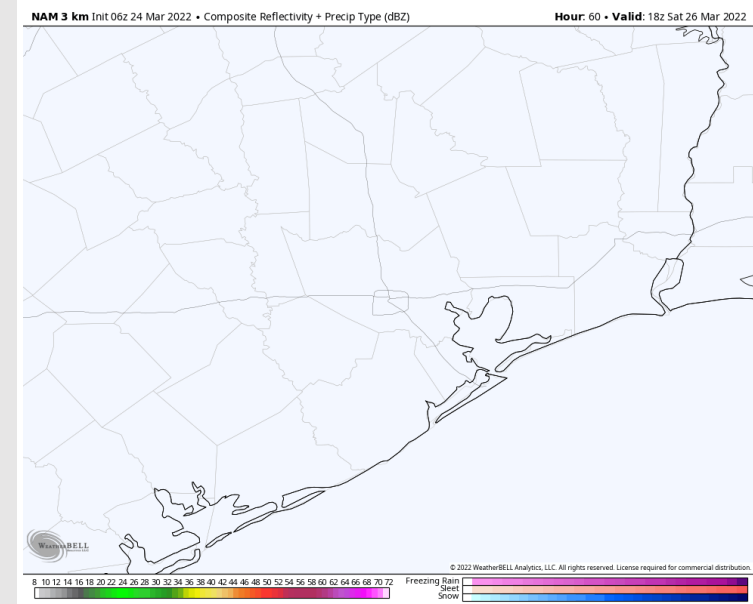 NAM 3 km Init 06z 24 Mar 2022 • Composite Reflectivity + Precip Type (dBZ)
Hour: 60 • Valid: 18z Sat 26 Mar 2022
WeatherBELL
© 2022 WeatherBELL Analytics, LLC. All rights reserved. License required for commercial distribution.
8 10 12 14 16 18 20 22 24 26 28 30 32 34 36 38 40 42 44 46 48 50 52 54 56 58 60 62 64 66 68 70 72
Freezing Rain
Sleet
Snow